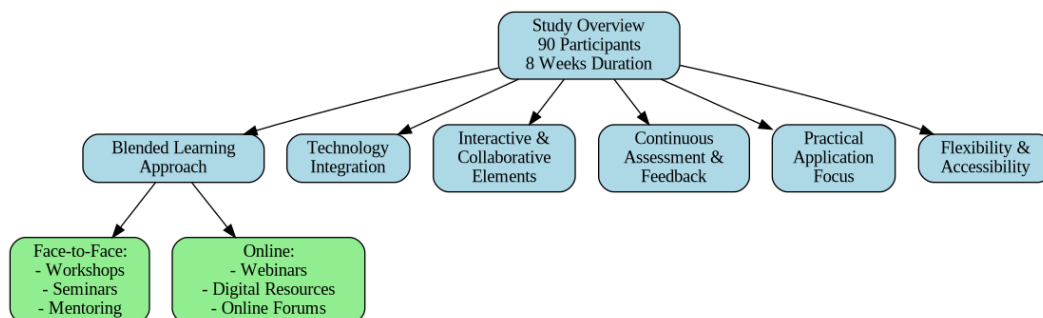 Study Overview
90 Participants
8 Weeks Duration
Blended Learning
Approach
Technology
Integration
Interactive &
Collaborative
Elements
Continuous
Assessment &
Feedback
Practical
Application
Focus
Flexibility &
Accessibility
Face-to-Face:
- Workshops
- Seminars
- Mentoring
Online:
- Webinars
- Digital Resources
- Online Forums